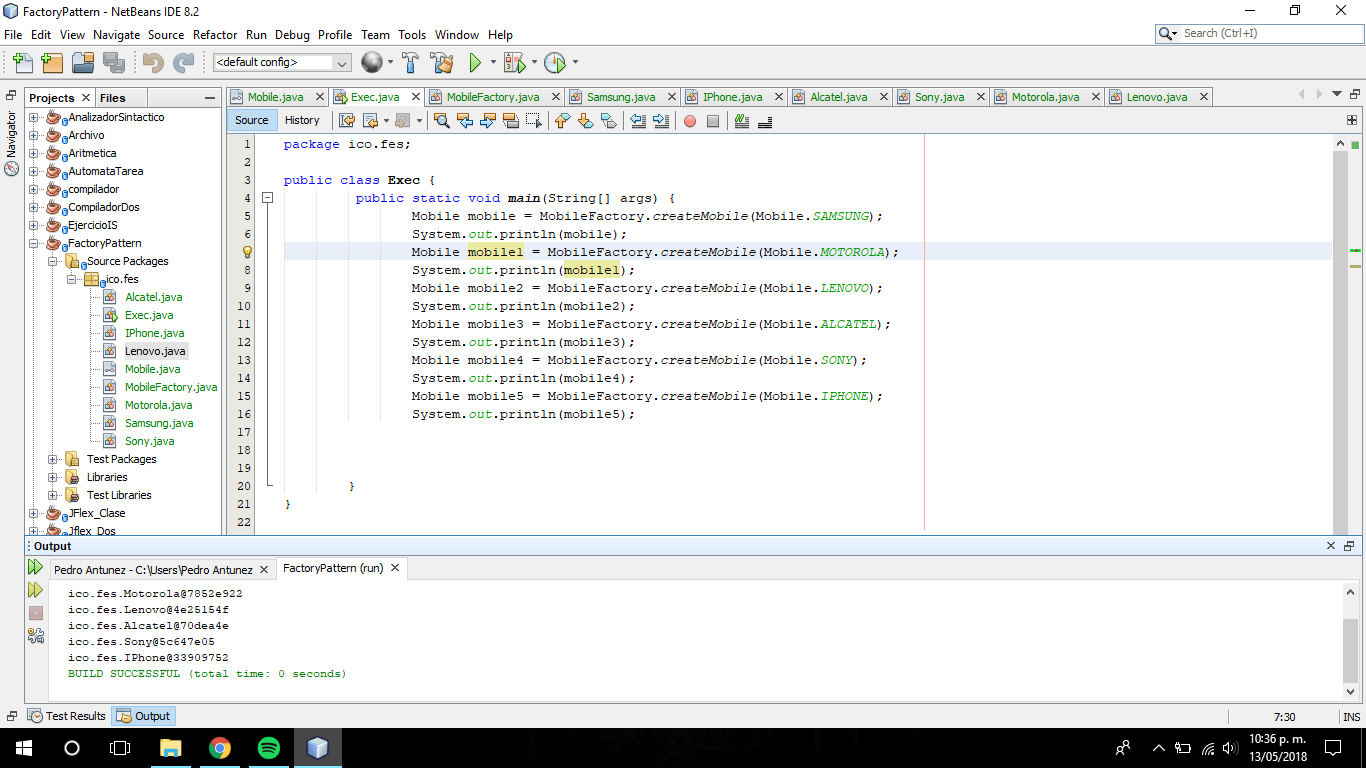 FactoryPattern - NetBeans IDE 8.2
File Edit View Navigate Source Refactor Run Debug Profile Team Tools Window Help
Search (Ctrl+I)
<default config>
Projects Files
Navigator
AnalizadorSintactico
Archivo
Aritmetica
AutomataTarea
compilador
CompiladorDos
EjercicioIS
FactoryPattern
Source Packages
ico.fes
Alcatel.java
Exec.java
IPhone.java
Lenovo.java
Mobile.java
MobileFactory.java
Motorola.java
Samsung.java
Sony.java
Test Packages
Libraries
Test Libraries
JFlex_Clase
Jflex_Dos
Mobile.java Exec.java MobileFactory.java Samsung.java IPhone.java Alcatel.java Sony.java Motorola.java Lenovo.java
Source History
1 package ico.fes;
2
3 public class Exec {
4 public static void main(String[] args) {
5 Mobile mobile = MobileFactory.createMobile(Mobile.SAMSUNG);
6 System.out.println(mobile);
7 Mobile mobile1 = MobileFactory.createMobile(Mobile.MOTOROLA);
8 System.out.println(mobile1);
9 Mobile mobile2 = MobileFactory.createMobile(Mobile.LENOVO);
10 System.out.println(mobile2);
11 Mobile mobile3 = MobileFactory.createMobile(Mobile.ALCATEL);
12 System.out.println(mobile3);
13 Mobile mobile4 = MobileFactory.createMobile(Mobile.SONY);
14 System.out.println(mobile4);
15 Mobile mobile5 = MobileFactory.createMobile(Mobile.IPHONE);
16 System.out.println(mobile5);
17
18
19
20 }
21 }
22
Output
Pedro Antunez - C:\Users\Pedro Antunez FactoryPattern (run)
ico.fes.Motorola@7852e922
ico.fes.Lenovo@4e25154f
ico.fes.Alcatel@70dea4e
ico.fes.Sony@5c647e05
ico.fes.IPhone@33909752
BUILD SUCCESSFUL (total time: 0 seconds)
Test Results Output
7:30 INS
10:36 p. m.
13/05/2018